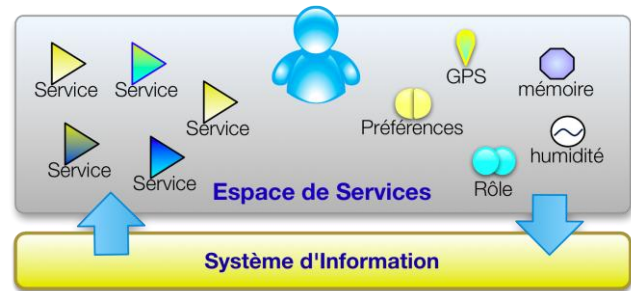 Service
Service
Service
Service
Service
GPS
mémoire
Préférences
humidité
Rôle
Espace de Services
Système d'Information